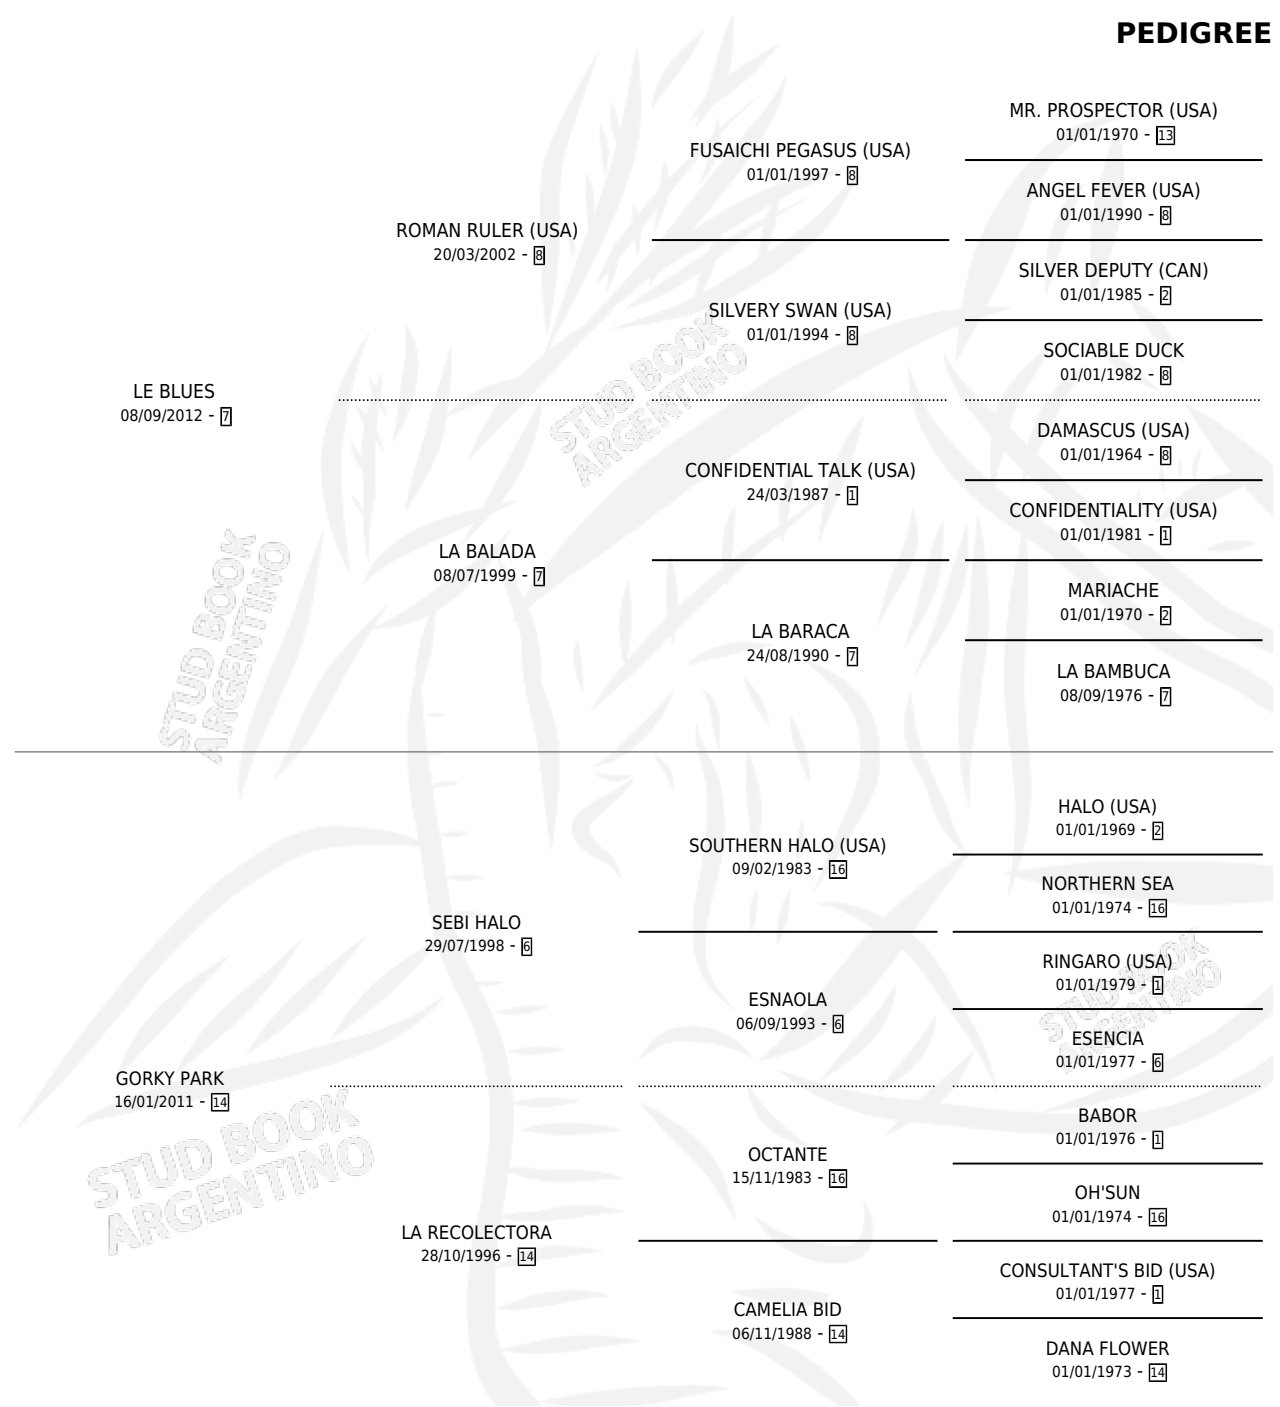 PEDIGREE
MR. PROSPECTOR (USA)
01/01/1970 - 13
FUSAICHI PEGASUS (USA)
01/01/1997 - 8
ANGEL FEVER (USA)
01/01/1990 - 8
ROMAN RULER (USA)
20/03/2002 - 8
SILVER DEPUTY (CAN)
01/01/1985 - 2
SILVERY SWAN (USA)
01/01/1994 - 8
SOCIABLE DUCK
01/01/1982 - 8
LE BLUES
08/09/2012 - 7
DAMASCUS (USA)
01/01/1964 - 8
CONFIDENTIAL TALK (USA)
24/03/1987 - 1
CONFIDENTIALITY (USA)
01/01/1981 - 1
LA BALADA
08/07/1999 - 7
MARIACHE
01/01/1970 - 2
LA BARACA
24/08/1990 - 7
LA BAMBUCA
08/09/1976 - 7
HALO (USA)
01/01/1969 - 2
SOUTHERN HALO (USA)
09/02/1983 - 16
NORTHERN SEA
01/01/1974 - 16
SEBI HALO
29/07/1998 - 6
RINGARO (USA)
01/01/1979 - 1
ESNAOLA
06/09/1993 - 6
ESENCIA
01/01/1977 - 6
GORKY PARK
16/01/2011 - 14
BABOR
01/01/1976 - 1
OCTANTE
15/11/1983 - 16
OH'SUN
01/01/1974 - 16
LA RECOLECTORA
28/10/1996 - 14
CONSULTANT'S BID (USA)
01/01/1977 - 1
CAMELIA BID
06/11/1988 - 14
DANA FLOWER
01/01/1973 - 14
STUD BOOK
ARGENTINO
STUD BOOK
ARGENTINO
STUD BOOK
ARGENTINO
STUD BOOK
ARGENTINO